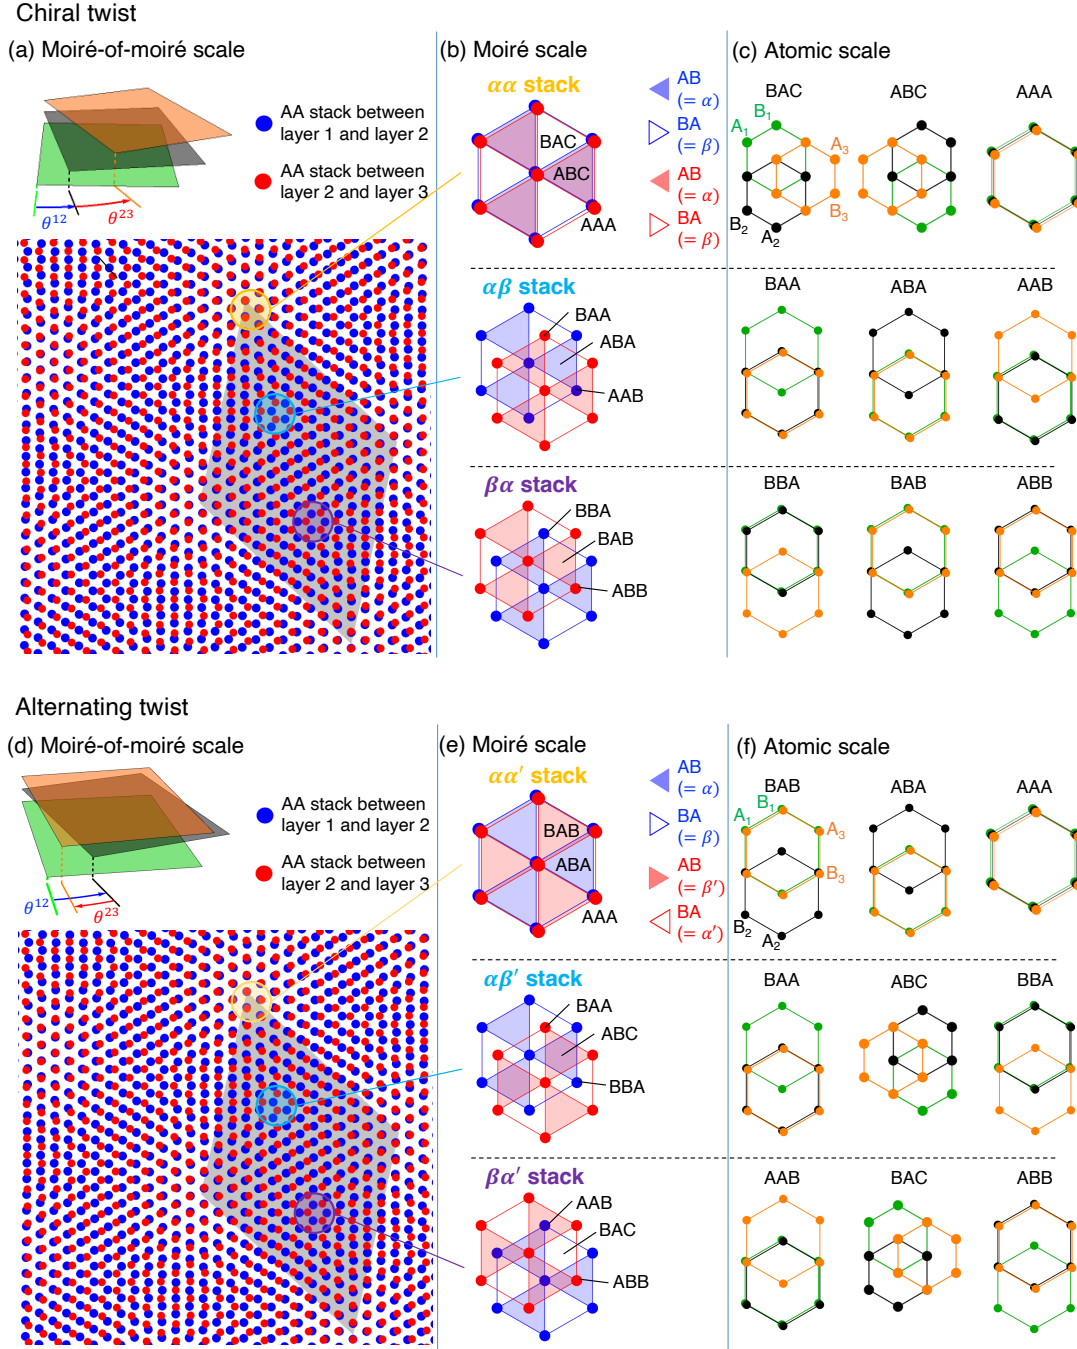 Chiral twist
(a) Moiré-of-moiré scale
AA stack between
layer 1 and layer 2
AA stack between
layer 2 and layer 3
θ¹² θ²³
(b) Moiré scale
αα stack
BAC
ABC
AAA
AB
(= α)
BA
(= β)
AB
(= α)
BA
(= β)
αβ stack
BAA
ABA
AAB
βα stack
BBA
BAB
ABB
(c) Atomic scale
BAC ABC AAA
B₁
A₁
A₃
B₃
B₂
A₂
BAA ABA AAB
BBA BAB ABB
Alternating twist
(d) Moiré-of-moiré scale
AA stack between
layer 1 and layer 2
AA stack between
layer 2 and layer 3
θ¹² θ²³
(e) Moiré scale
αα′ stack
BAB
ABA
AAA
AB
(= α)
BA
(= β)
AB
(= β′)
BA
(= α′)
αβ′ stack
BAA
ABC
BBA
βα′ stack
AAB
BAC
ABB
(f) Atomic scale
BAB ABA AAA
B₁
A₁
A₃
B₃
B₂
A₂
BAA ABC BBA
AAB BAC ABB